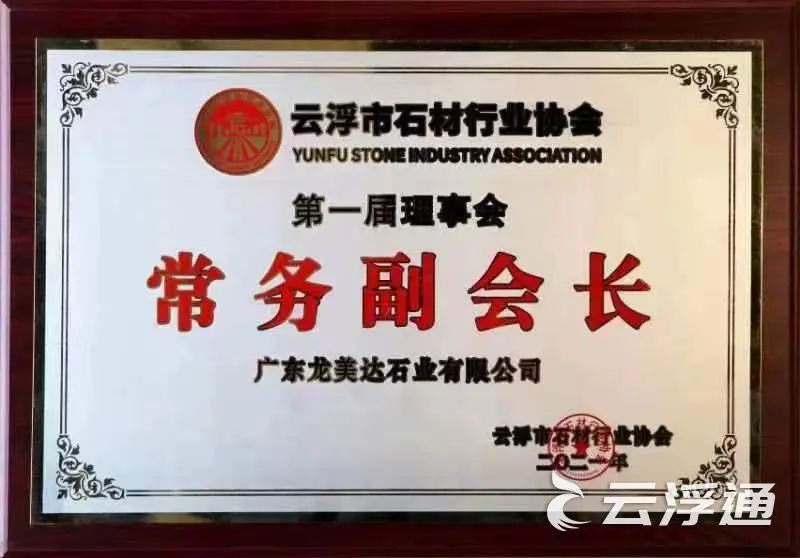 云浮市石材行业协会
YUNFU STONE INDUSTRY ASSOCIATION
第一届理事会
常务副会长
广东龙美达石业有限公司
云浮市石材行业协会
二〇二一年
云浮通